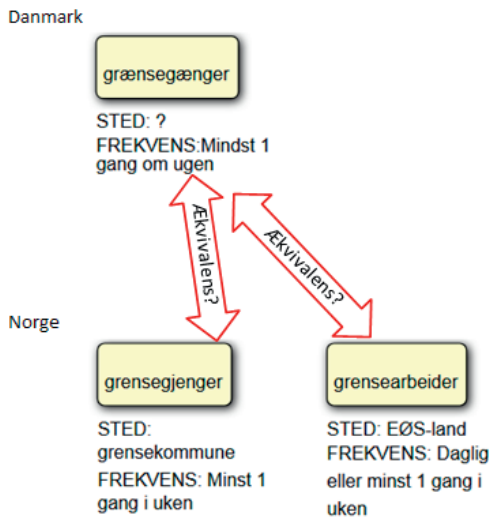 Danmark
grænsegænger
STED: ?
FREKVENS:Mindst 1
gang om ugen
Ækvivalens?
Ækvivalens?
Norge
grensegjenger
STED:
grensekommune
FREKVENS: Minst 1
gang i uken
grensearbeider
STED: EØS-land
FREKVENS: Daglig
eller minst 1 gang i
uken